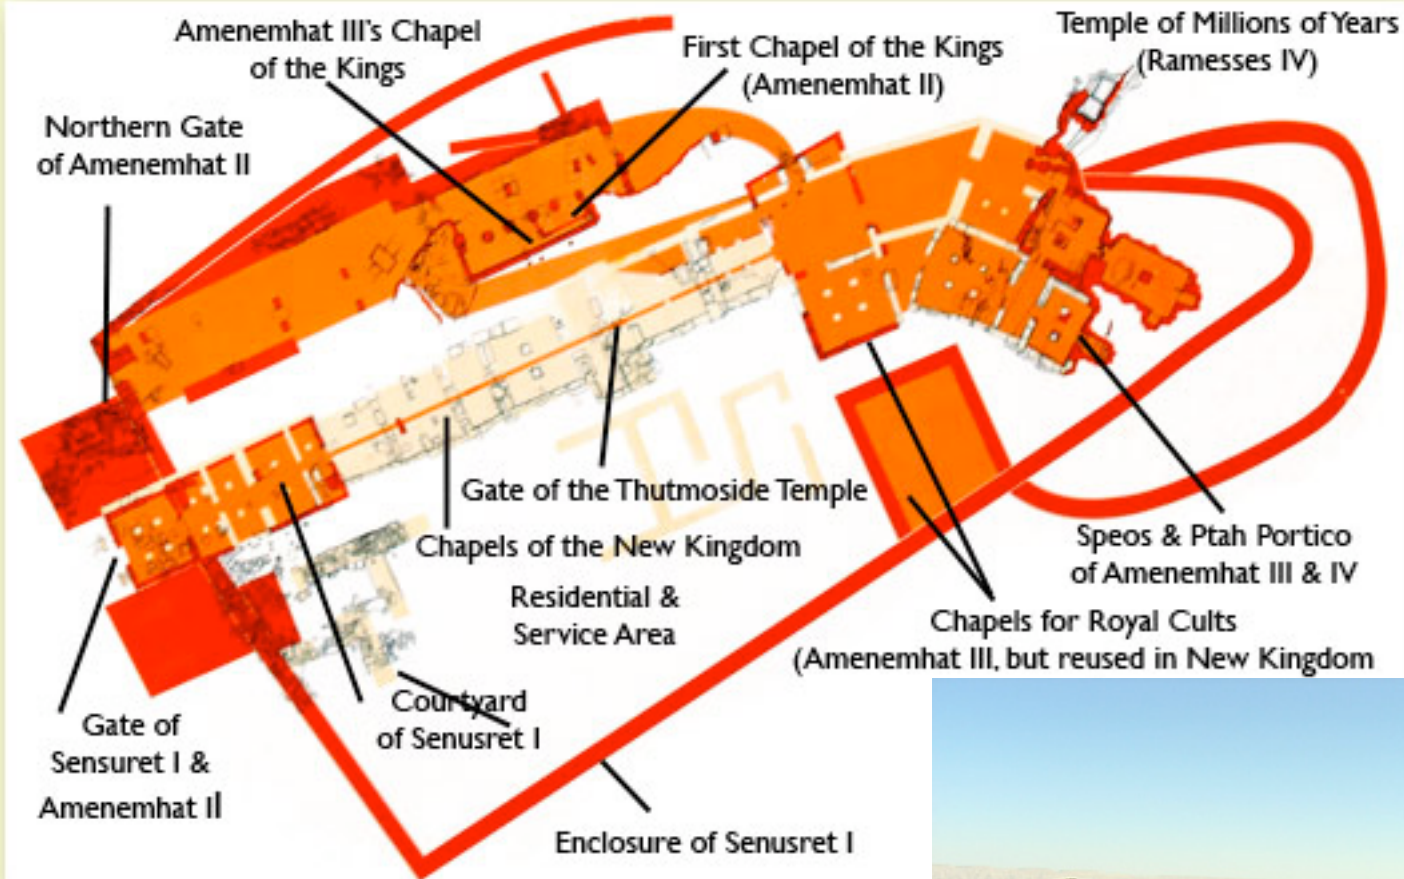 Amenemhat III's Chapel
of the Kings
First Chapel of the Kings
(Amenemhat II)
Temple of Millions of Years
(Ramesses IV)
Northern Gate
of Amenemhat II
Gate of the Thutmoside Temple
Chapels of the New Kingdom
Residential &
Service Area
Speos & Ptah Portico
of Amenemhat III & IV
Chapels for Royal Cults
(Amenemhat III, but reused in New Kingdom
Courtyard
of Senusret I
Gate of
Sensuret I &
Amenemhat II
Enclosure of Senusret I